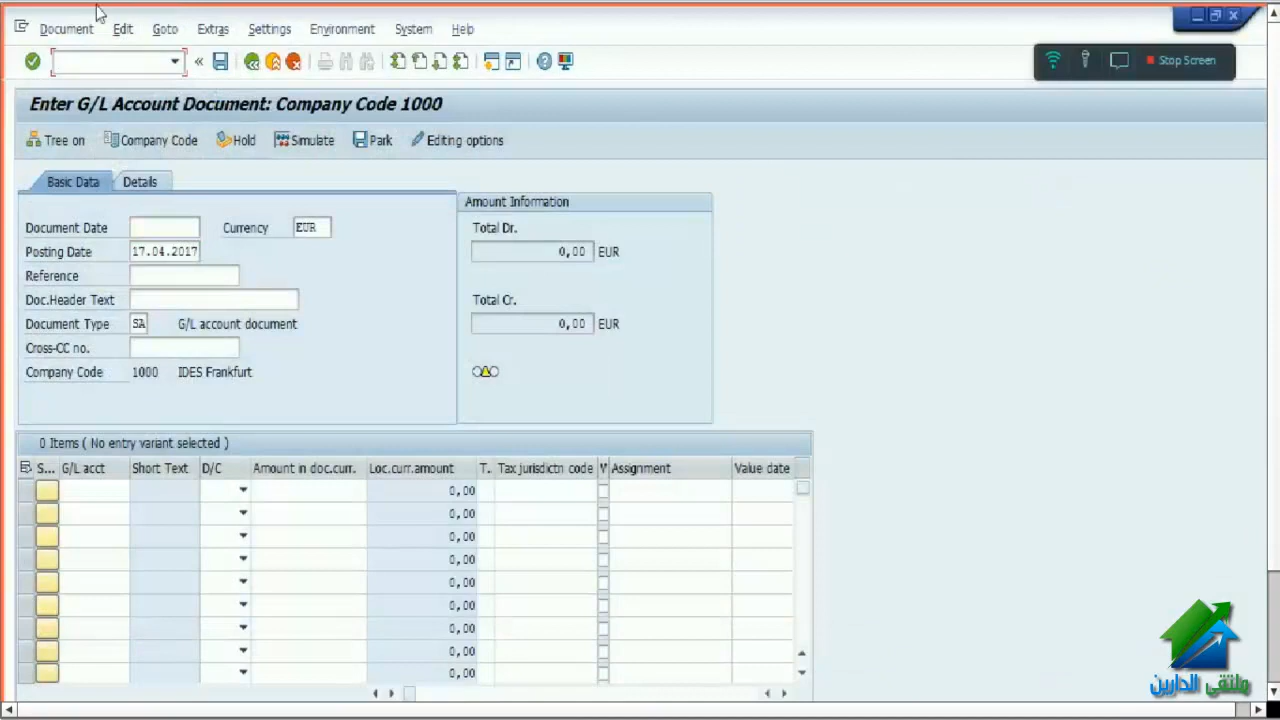 Document Edit Goto Extras Settings Environment System Help
Stop Screen
Enter G/L Account Document: Company Code 1000
Tree on Company Code Hold Simulate Park Editing options
Basic Data Details
Amount Information
Document Date Currency EUR
Total Dr.
Posting Date 17.04.2017
0,00 EUR
Reference
Doc.Header Text
Total Cr.
Document Type SA G/L account document
0,00 EUR
Cross-CC no.
Company Code 1000 IDES Frankfurt
0 Items ( No entry variant selected )
S... G/L acct Short Text D/C Amount in doc.curr. Loc.curr.amount T. Tax jurisdictn code V Assignment Value date
0,00
0,00
0,00
0,00
0,00
0,00
0,00
0,00
0,00
ملتقى الدارين